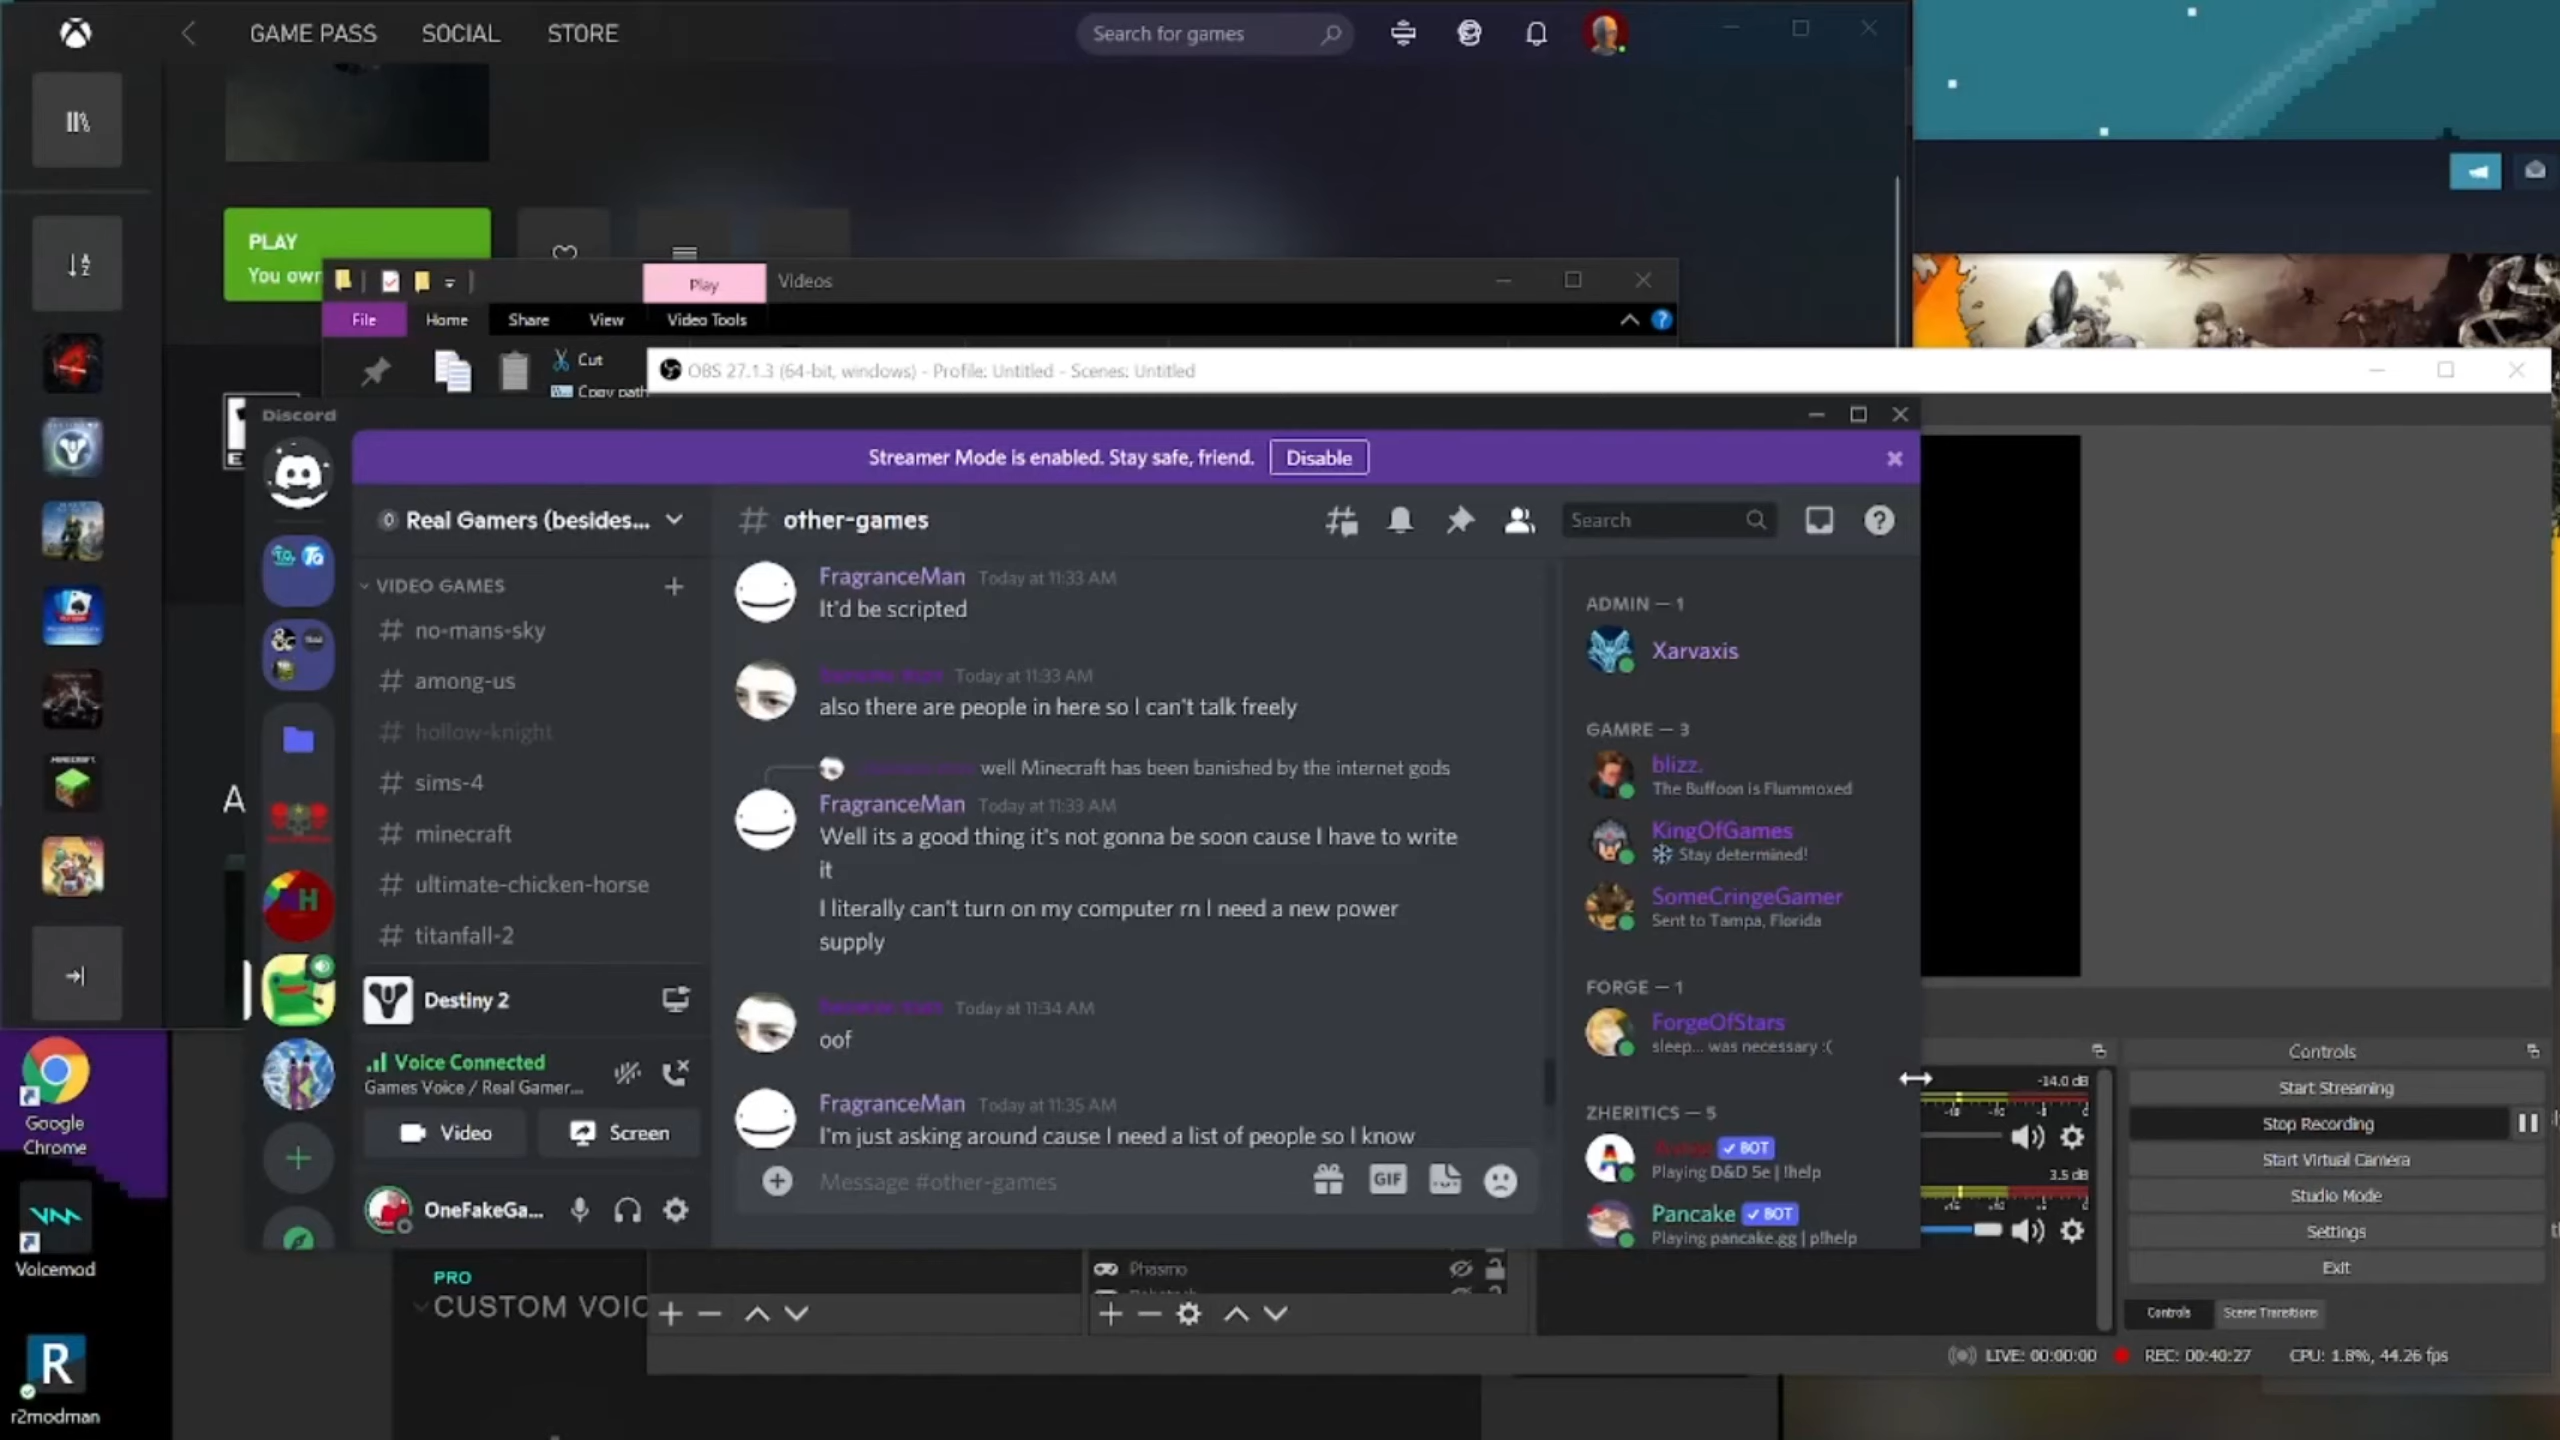 GAME PASS
SOCIAL
STORE
Search for games
PLAY
You own
Play
Videos
File
Home
Share
View
Video Tools
Cut
Copy path
OBS 27.1.3 (64-bit, windows) - Profile: Untitled - Scenes: Untitled
Discord
Streamer Mode is enabled. Stay safe, friend.
Disable
Real Gamers (besides...
# other-games
Search
VIDEO GAMES
# no-mans-sky
# among-us
# hollow-knight
# sims-4
# minecraft
# ultimate-chicken-horse
# titanfall-2
Destiny 2
Voice Connected
Games Voice / Real Gamer...
Video
Screen
OneFakeGa...
FragranceMan Today at 11:33 AM
It'd be scripted
Today at 11:33 AM
also there are people in here so I can't talk freely
well Minecraft has been banished by the internet gods
FragranceMan Today at 11:33 AM
Well its a good thing it's not gonna be soon cause I have to write
it
I literally can't turn on my computer rn I need a new power
supply
Today at 11:34 AM
oof
FragranceMan Today at 11:35 AM
I'm just asking around cause I need a list of people so I know
Message #other-games
GIF
ADMIN — 1
Xarvaxis
GAMRE — 3
blizz.
The Buffoon is Flummoxed
KingOfGames
Stay determined!
SomeCringeGamer
Sent to Tampa, Florida
FORGE — 1
ForgeOfStars
sleep... was necessary :(
ZHERITICS — 5
BOT
Playing D&D 5e | !help
Pancake BOT
Playing pancake.gg | p!help
Google
Chrome
Voicemod
r2modman
PRO
CUSTOM VOIC
Phasmo
-14.0 dB
3.5 dB
Controls
Start Streaming
Stop Recording
Start Virtual Camera
Studio Mode
Settings
Exit
Controls
Scene Transitions
LIVE: 00:00:00
REC: 00:40:27
CPU: 1.8%, 44.26 fps